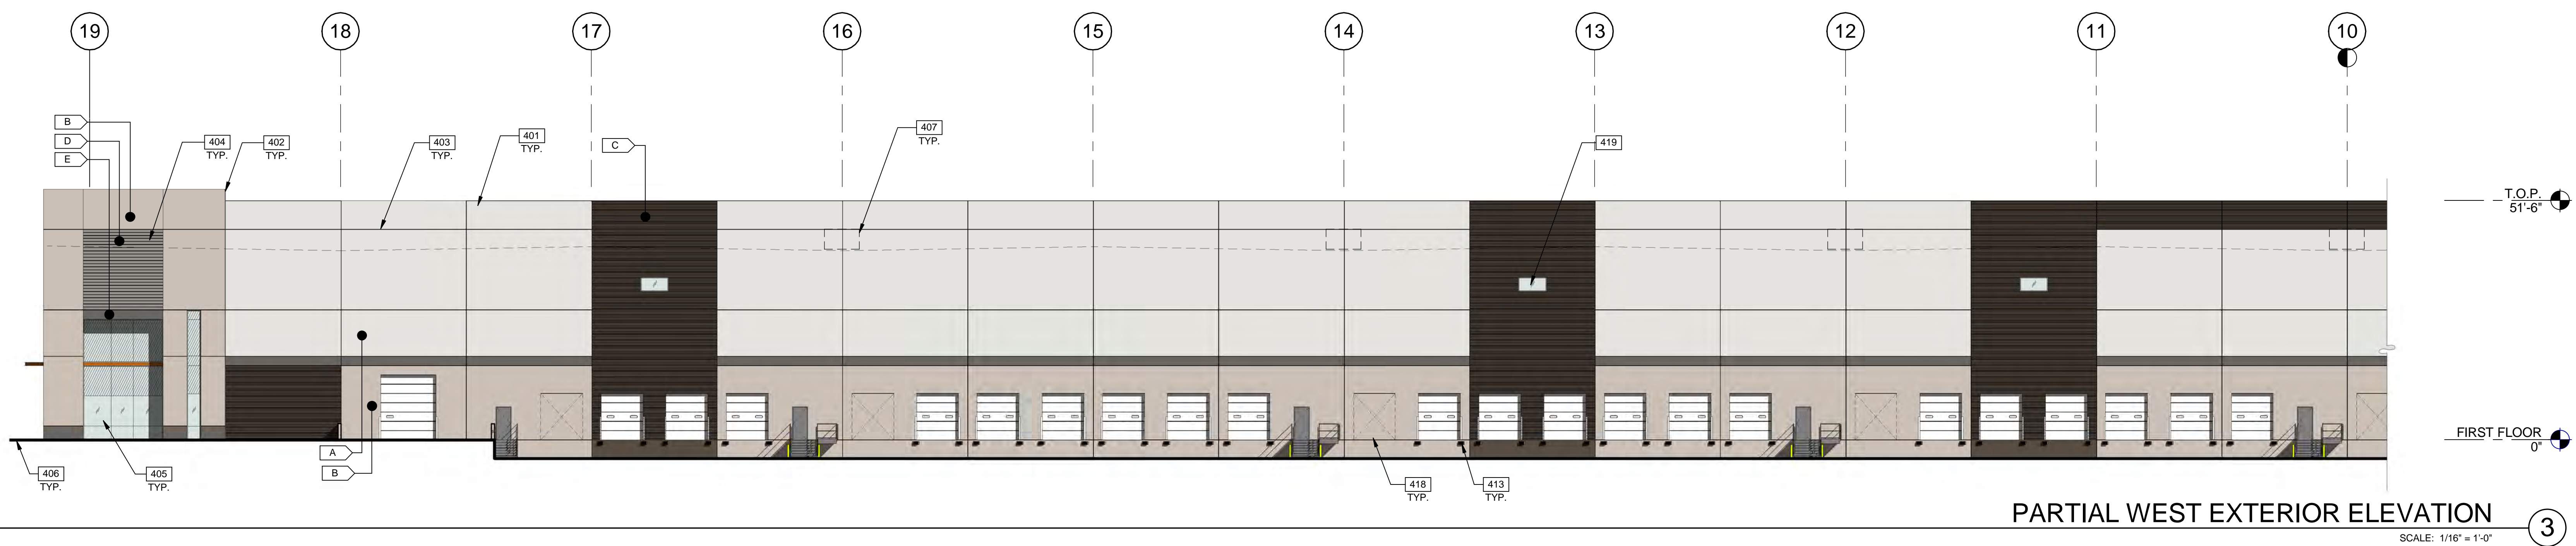 19
18
17
16
15
14
13
12
11
10
B
D
E
404
TYP.
402
TYP.
403
TYP.
401
TYP.
C
407
TYP.
419
T.O.P.
51'-6"
A
B
406
TYP.
405
TYP.
418
TYP.
413
TYP.
FIRST FLOOR
0"
PARTIAL WEST EXTERIOR ELEVATION
3
SCALE: 1/16" = 1'-0"